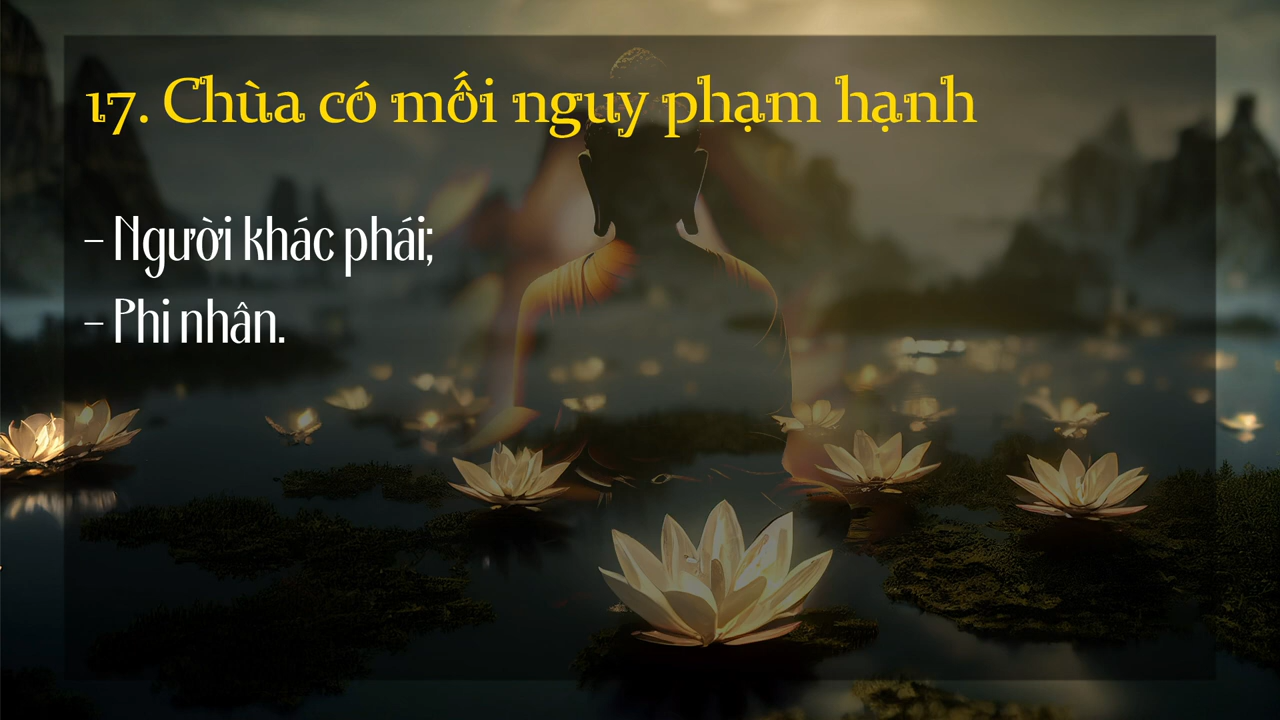 17. Chùa có mối nguy phạm hạnh
– Người khác phái;
– Phi nhân.